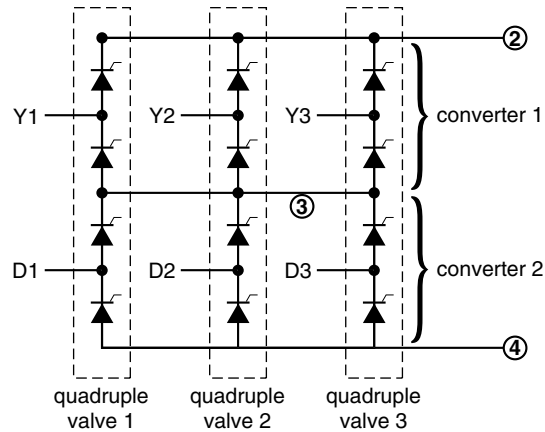 ②
Y1
Y2
Y3
converter 1
③
D1
D2
D3
converter 2
④
quadruple
valve 1
quadruple
valve 2
quadruple
valve 3